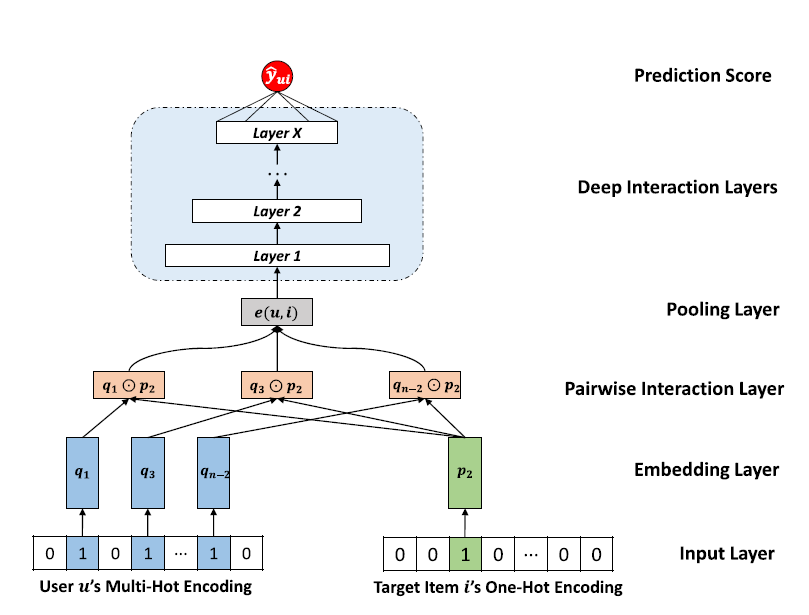 ŷui
Prediction Score
Layer X
...
Deep Interaction Layers
Layer 2
Layer 1
e(u, i)
Pooling Layer
q1 ⊙ p2
q3 ⊙ p2
qn−2 ⊙ p2
Pairwise Interaction Layer
q1
q3
qn−2
p2
Embedding Layer
0 1 0 1 ... 1 0
0 0 1 0 ... 0 0
Input Layer
User u's Multi-Hot Encoding
Target Item i's One-Hot Encoding